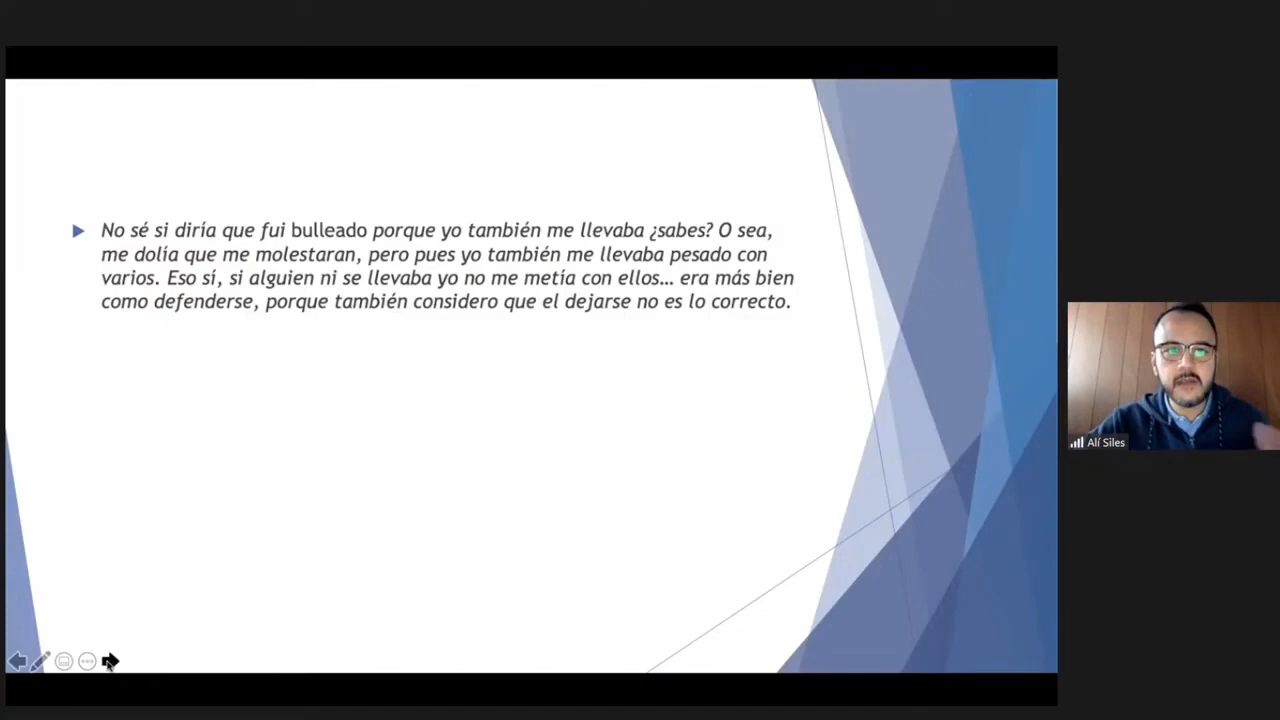 No sé si diría que fui bulleado porque yo también me llevaba ¿sabes? O sea,
me dolía que me molestaran, pero pues yo también me llevaba pesado con
varios. Eso sí, si alguien ni se llevaba yo no me metía con ellos... era más bien
como defenderse, porque también considero que el dejarse no es lo correcto.
Alí Siles